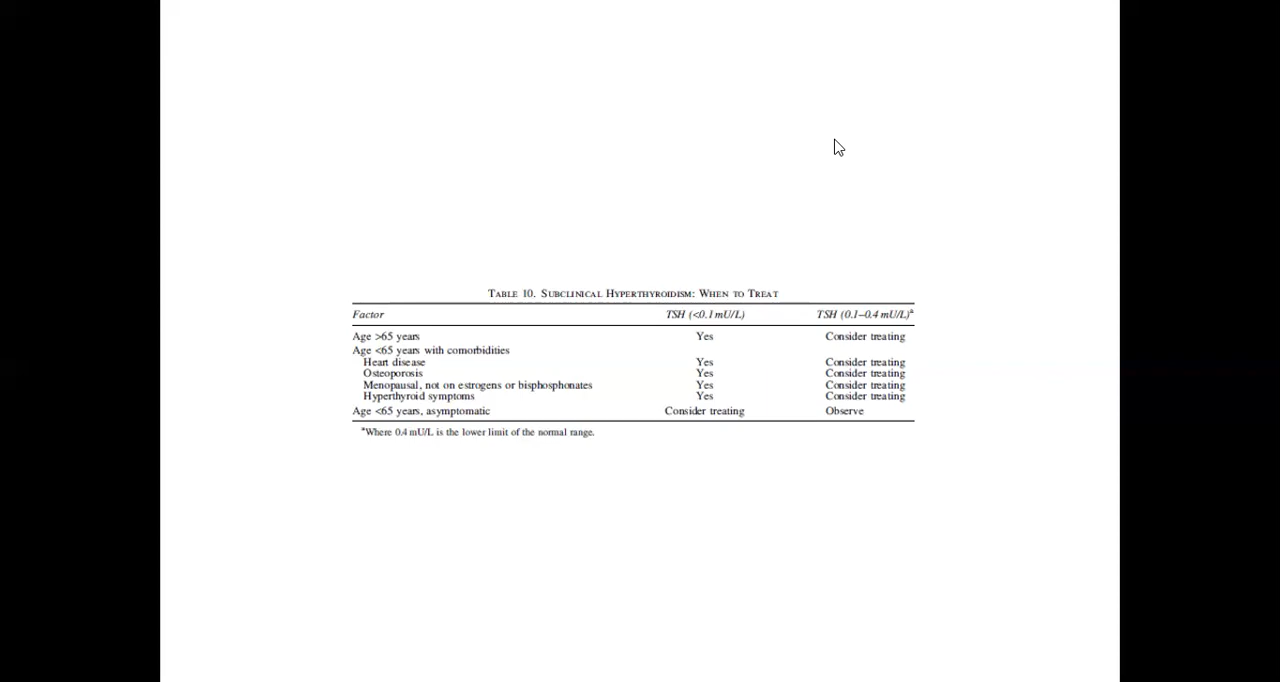 TABLE 10. SUBCLINICAL HYPERTHYROIDISM: WHEN TO TREAT
Factor TSH (<0.1 mU/L) TSH (0.1–0.4 mU/L)a
Age >65 years Yes Consider treating
Age <65 years with comorbidities
Heart disease Yes Consider treating
Osteoporosis Yes Consider treating
Menopausal, not on estrogens or bisphosphonates Yes Consider treating
Hyperthyroid symptoms Yes Consider treating
Age <65 years, asymptomatic Consider treating Observe
aWhere 0.4 mU/L is the lower limit of the normal range.